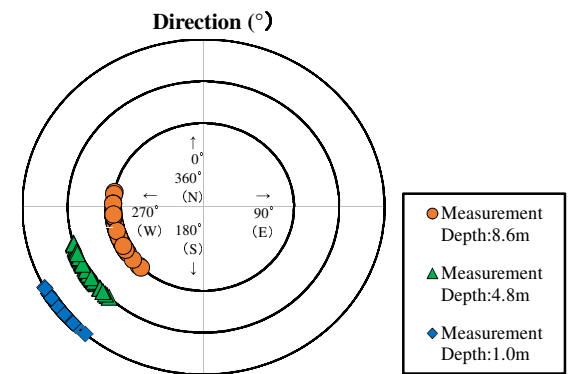 Direction (°)
↑
0°
360°
(N)
←
→
270°
(W)
180°
(S)
↓
90°
(E)
Measurement
Depth:8.6m
Measurement
Depth:4.8m
Measurement
Depth:1.0m